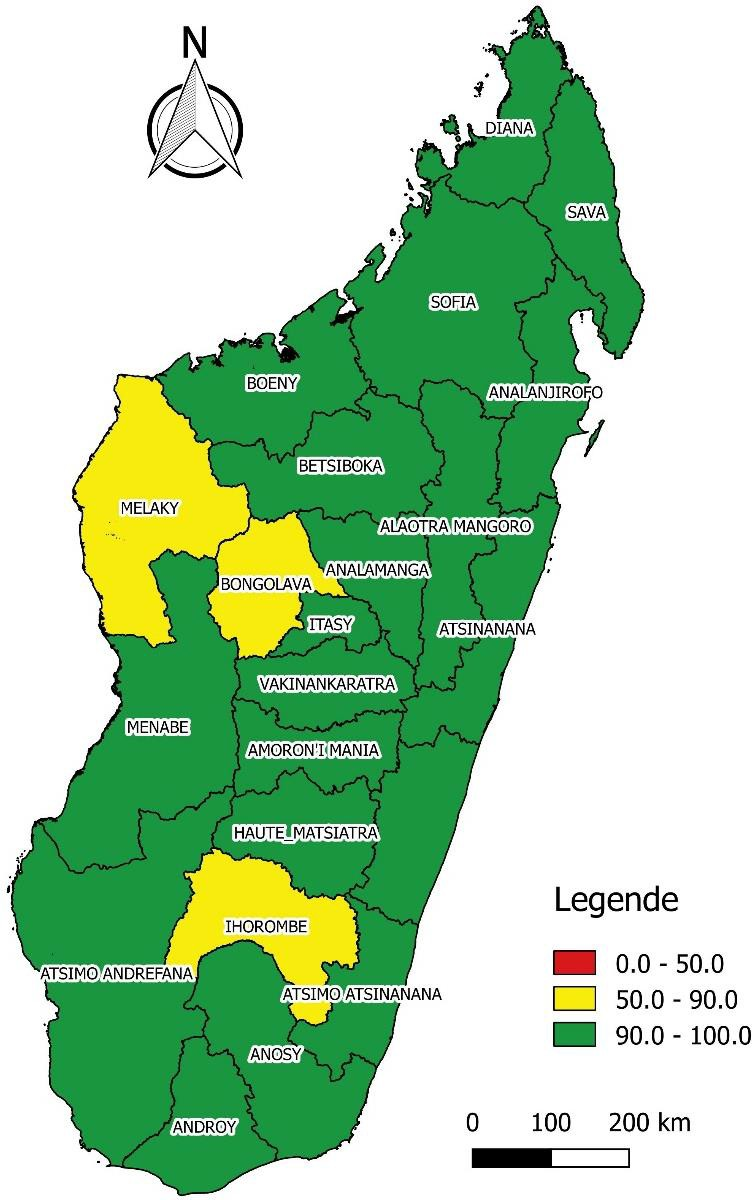 N
DIANA
SAVA
SOFIA
BOENY
ANALANJIROFO
BETSIBOKA
MELAKY
ALAOTRA MANGORO
ANALAMANGA
BONGOLAVA
ITASY
ATSINANANA
VAKINANKARATRA
MENABE
AMORON'I MANIA
HAUTE_MATSIATRA
IHOROMBE
ATSIMO ANDREFANA
ATSIMO ATSINANANA
ANOSY
ANDROY
Legende
0.0 - 50.0
50.0 - 90.0
90.0 - 100.0
0 100 200 km